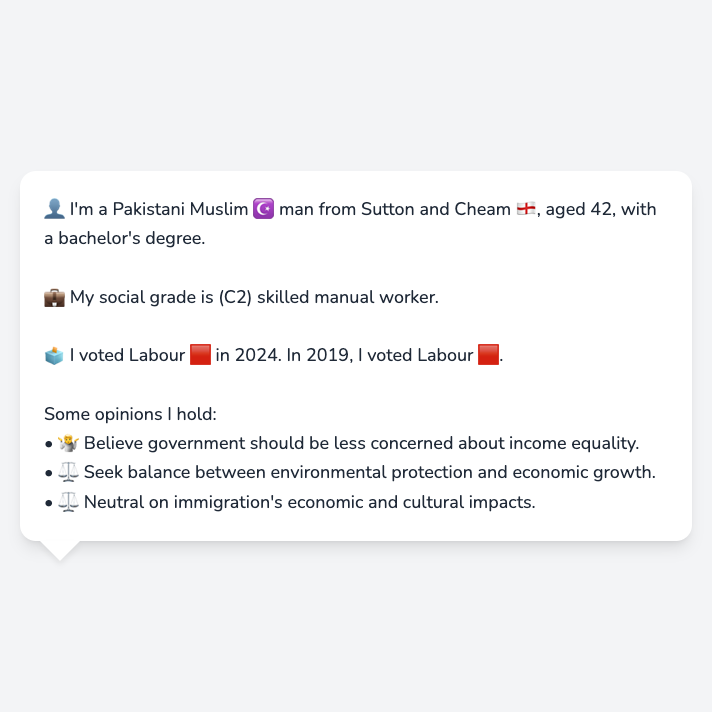 👤 I'm a Pakistani Muslim ☪️ man from Sutton and Cheam 🏴󠁧󠁢󠁥󠁮󠁧󠁿, aged 42, with
a bachelor's degree.
💼 My social grade is (C2) skilled manual worker.
🗳️ I voted Labour 🟥 in 2024. In 2019, I voted Labour 🟥.
Some opinions I hold:
• 🤷 Believe government should be less concerned about income equality.
• ⚖️ Seek balance between environmental protection and economic growth.
• ⚖️ Neutral on immigration's economic and cultural impacts.